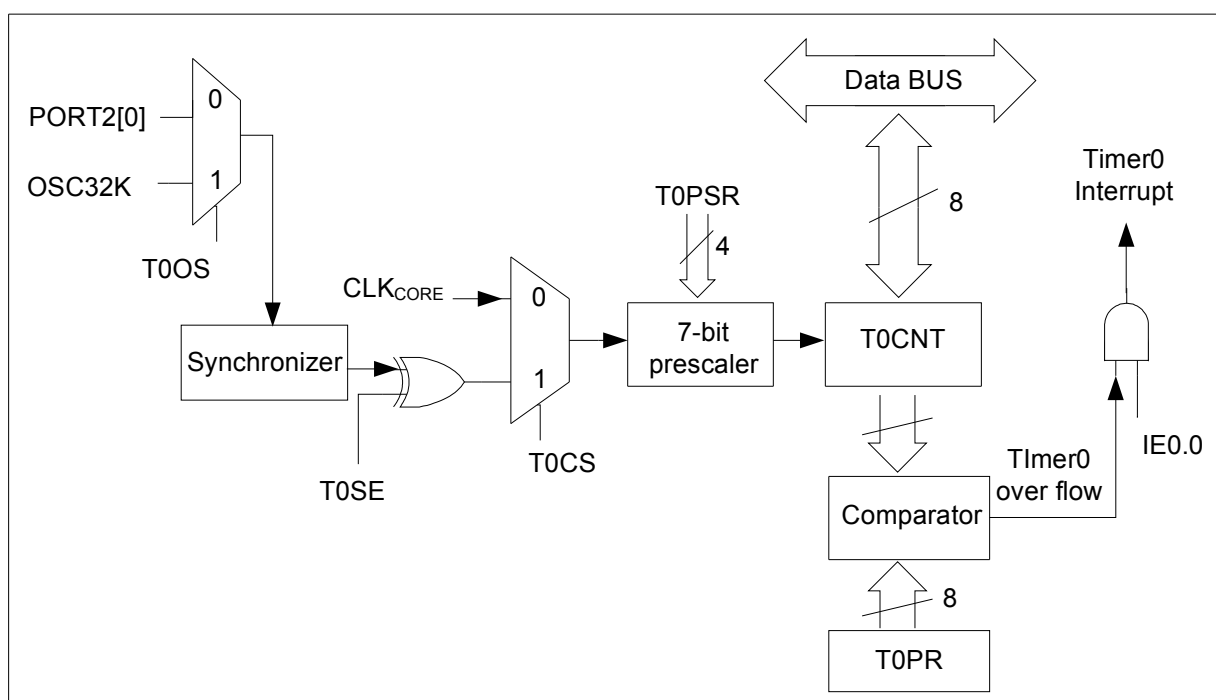 Data BUS
0
PORT2[0]
OSC32K
1
T0OS
T0PSR
4
8
Timer0
Interrupt
CLKCORE
0
1
T0CS
Synchronizer
T0SE
7-bit
prescaler
T0CNT
IE0.0
TImer0
over flow
Comparator
8
T0PR